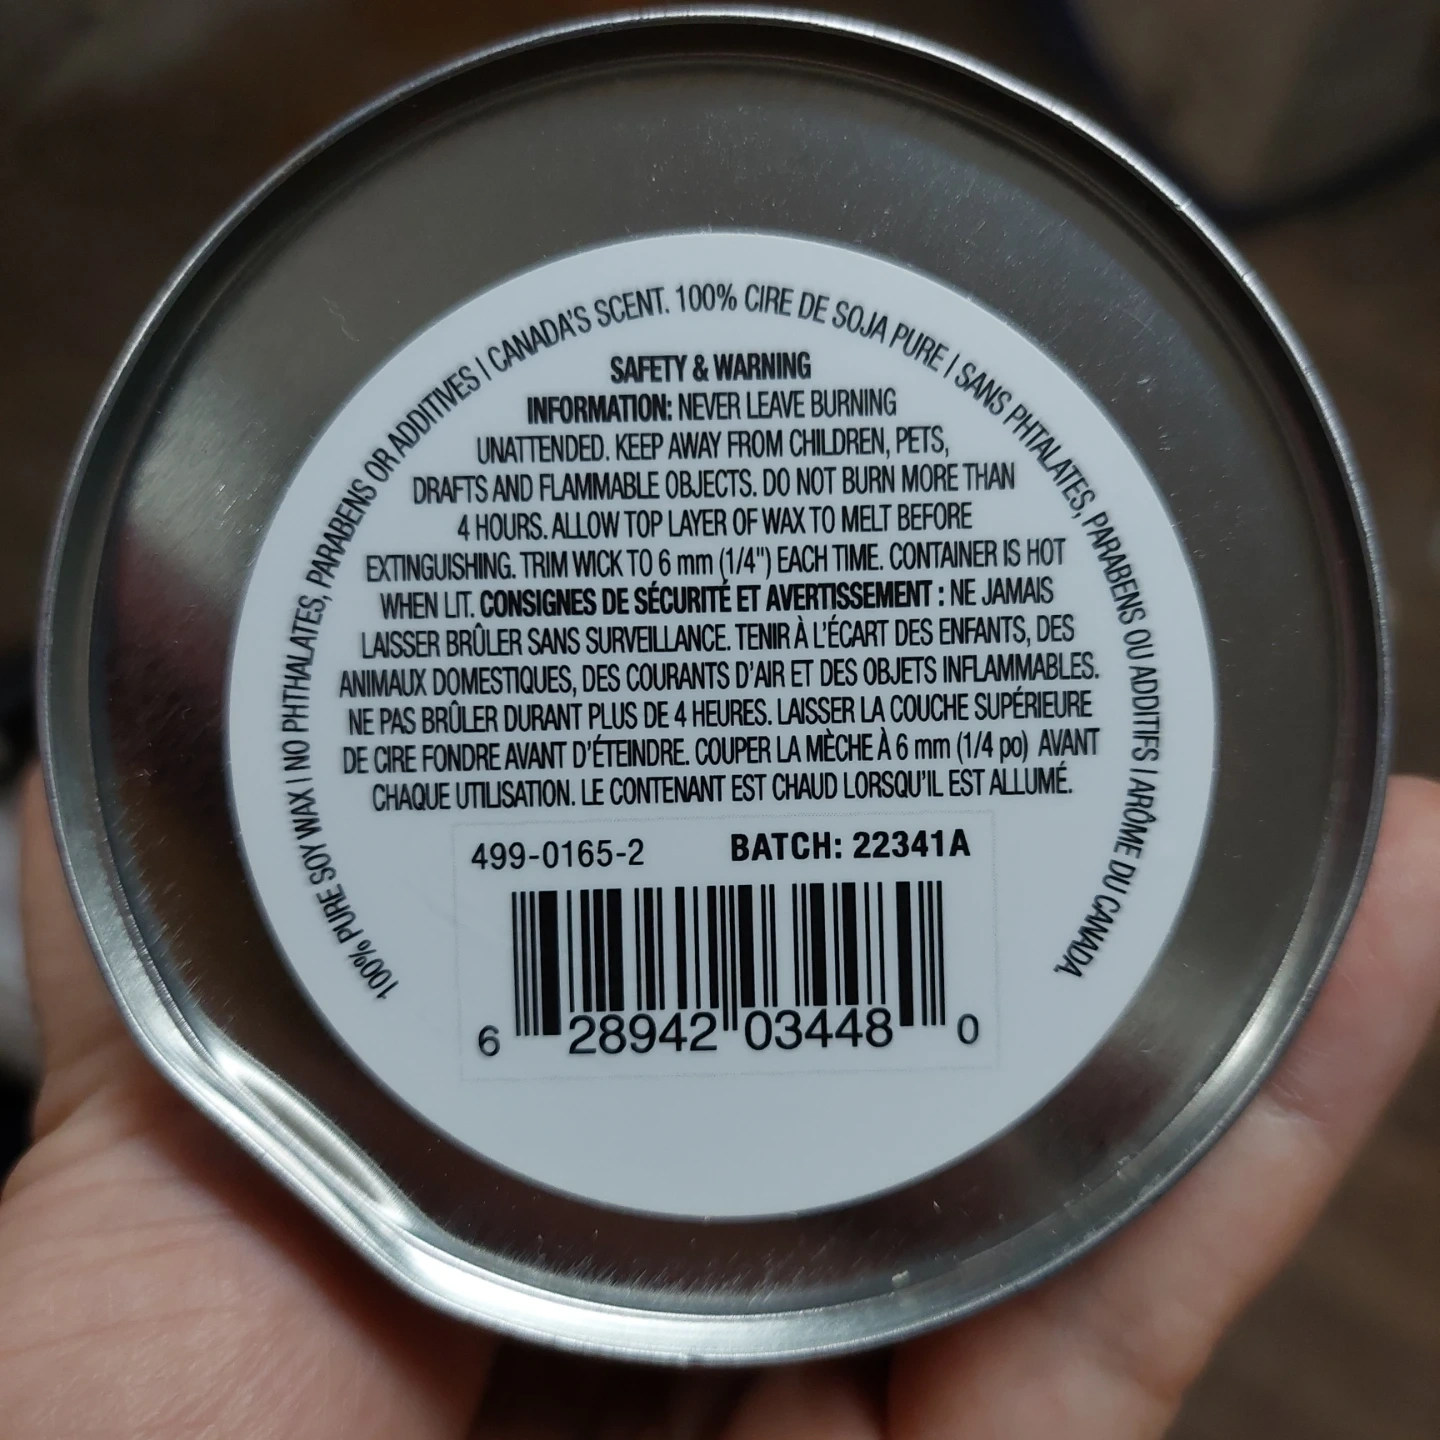 100% PURE SOY WAX | NO PHTHALATES, PARABENS OR ADDITIVES | CANADA'S SCENT. 100% CIRE DE SOJA PURE | SANS PHTALATES, PARABENS OU ADDITIFS | ARÔME DU CANADA.
SAFETY & WARNING
INFORMATION: NEVER LEAVE BURNING
UNATTENDED. KEEP AWAY FROM CHILDREN, PETS,
DRAFTS AND FLAMMABLE OBJECTS. DO NOT BURN MORE THAN
4 HOURS. ALLOW TOP LAYER OF WAX TO MELT BEFORE
EXTINGUISHING. TRIM WICK TO 6 mm (1/4") EACH TIME. CONTAINER IS HOT
WHEN LIT. CONSIGNES DE SÉCURITÉ ET AVERTISSEMENT : NE JAMAIS
LAISSER BRÛLER SANS SURVEILLANCE. TENIR À L'ÉCART DES ENFANTS, DES
ANIMAUX DOMESTIQUES, DES COURANTS D'AIR ET DES OBJETS INFLAMMABLES.
NE PAS BRÛLER DURANT PLUS DE 4 HEURES. LAISSER LA COUCHE SUPÉRIEURE
DE CIRE FONDRE AVANT D'ÉTEINDRE. COUPER LA MÈCHE À 6 mm (1/4 po) AVANT
CHAQUE UTILISATION. LE CONTENANT EST CHAUD LORSQU'IL EST ALLUMÉ.
499-0165-2 BATCH: 22341A
6 28942 03448 0